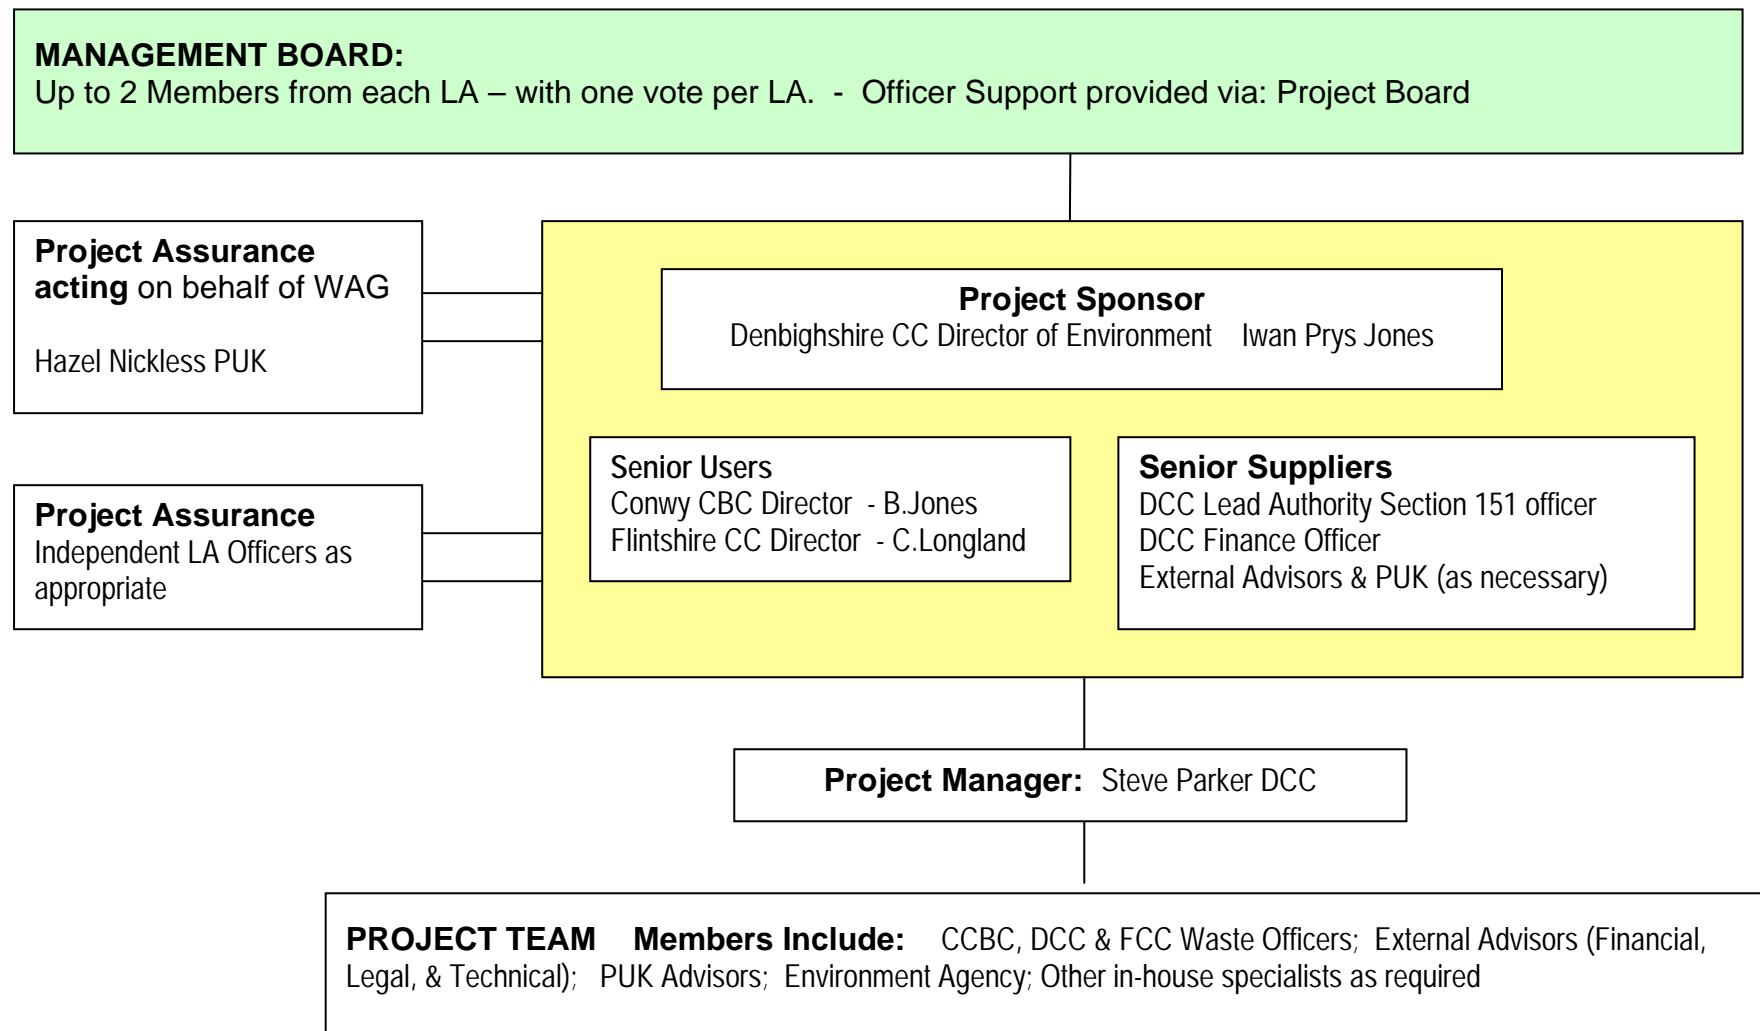 MANAGEMENT BOARD:
Up to 2 Members from each LA – with one vote per LA. - Officer Support provided via: Project Board
Project Assurance
acting on behalf of WAG
Hazel Nickless PUK
Project Assurance
Independent LA Officers as
appropriate
Project Sponsor
Denbighshire CC Director of Environment Iwan Prys Jones
Senior Users
Conwy CBC Director - B.Jones
Flintshire CC Director - C.Longland
Senior Suppliers
DCC Lead Authority Section 151 officer
DCC Finance Officer
External Advisors & PUK (as necessary)
Project Manager: Steve Parker DCC
PROJECT TEAM Members Include: CCBC, DCC & FCC Waste Officers; External Advisors (Financial,
Legal, & Technical); PUK Advisors; Environment Agency; Other in-house specialists as required